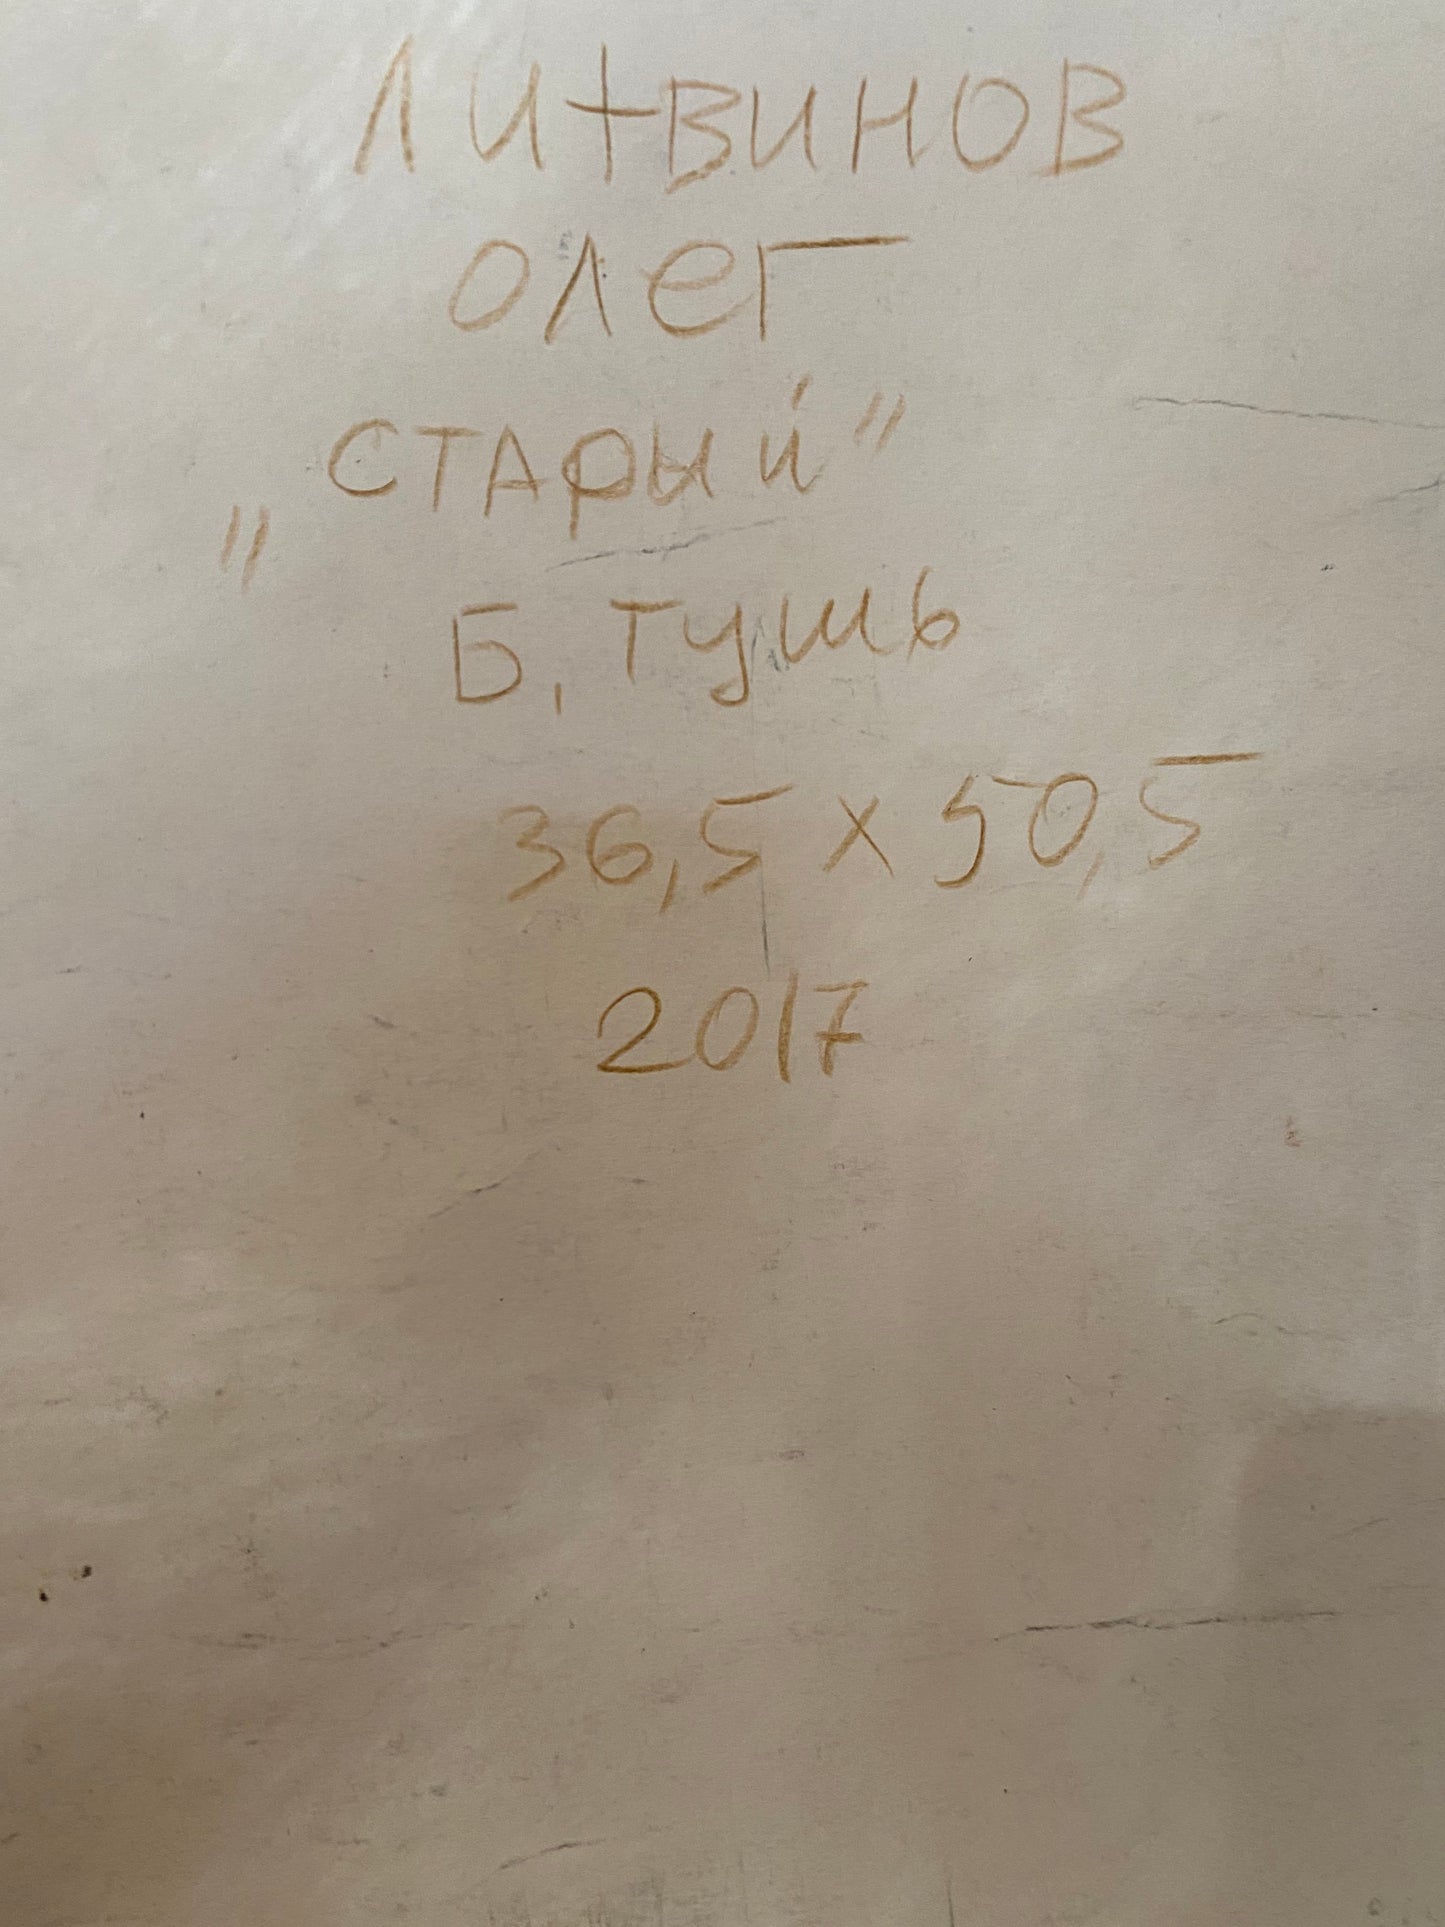 ЛИТВИНОВ
ОЛЕГ
„СТАРЫЙ"
Б, ТУШЬ
36,5 х 50,5
2017